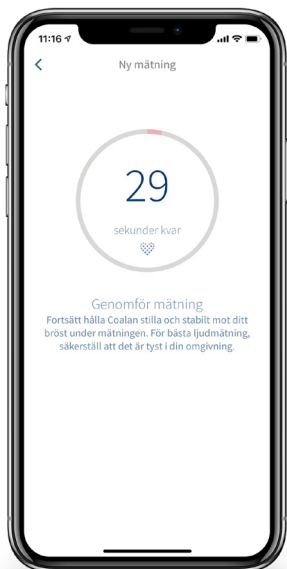 11:16
Ny mätning
29
sekunder kvar
Genomför mätning
Fortsätt hålla Coalan stilla och stabilt mot ditt
bröst under mätningen. För bästa ljudmätning,
säkerställ att det är tyst i din omgivning.